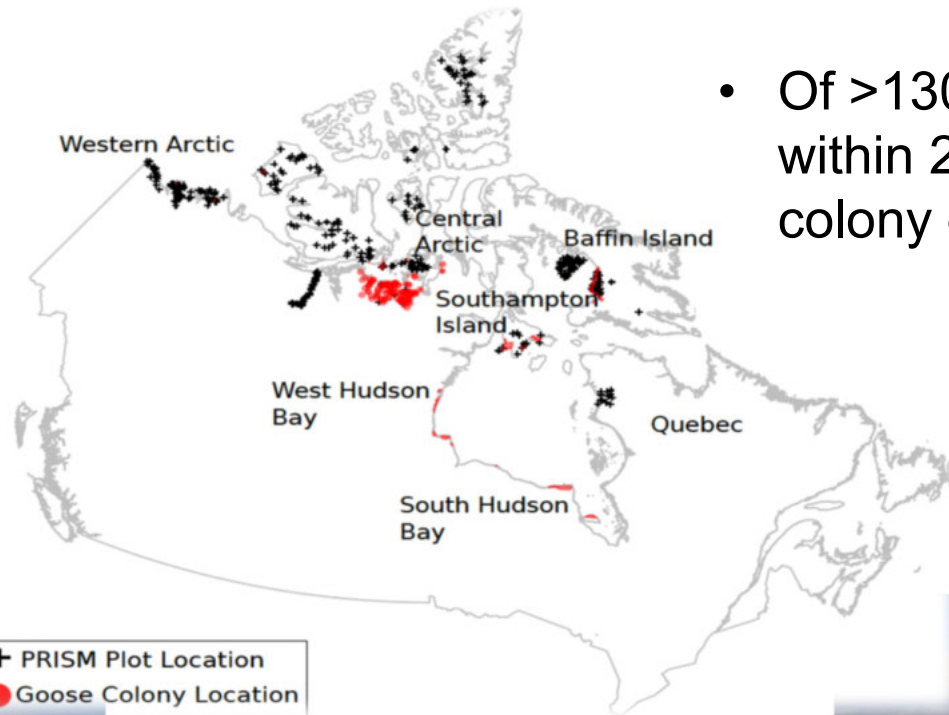 Western Arctic
Central
Arctic
Baffin Island
Southampton
Island
West Hudson
Bay
Quebec
South Hudson
Bay
+ PRISM Plot Location
Goose Colony Location
• Of >130
within 2
colony